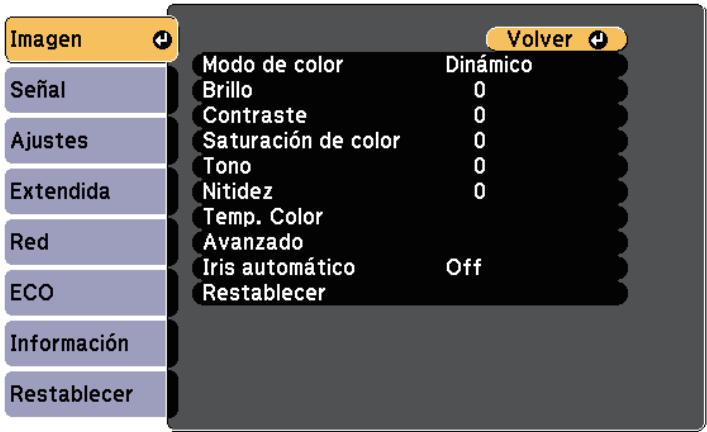 Imagen
Señal
Ajustes
Extendida
Red
ECO
Información
Restablecer
Volver
Modo de color Dinámico
Brillo 0
Contraste 0
Saturación de color 0
Tono 0
Nitidez 0
Temp. Color
Avanzado
Iris automático Off
Restablecer